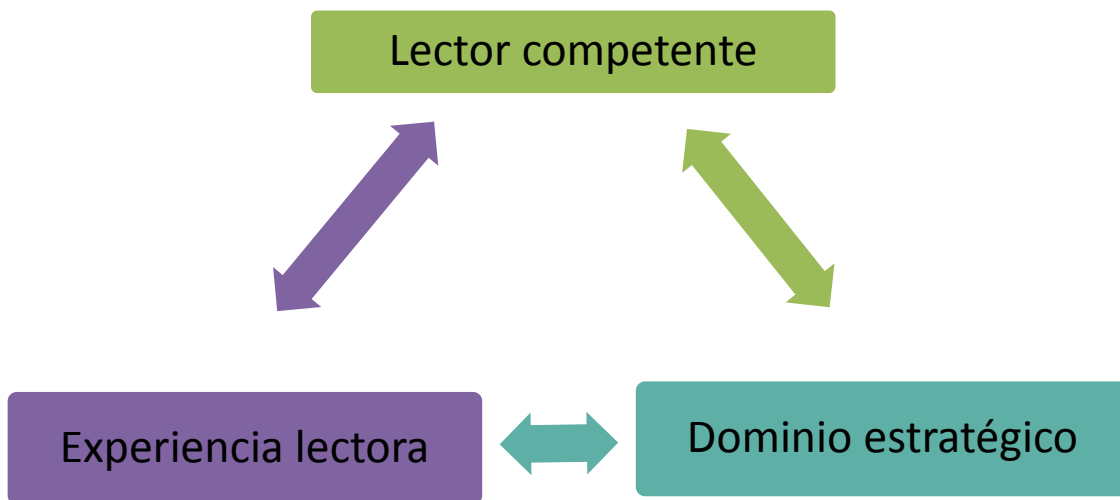 Lector competente
Experiencia lectora
Dominio estratégico